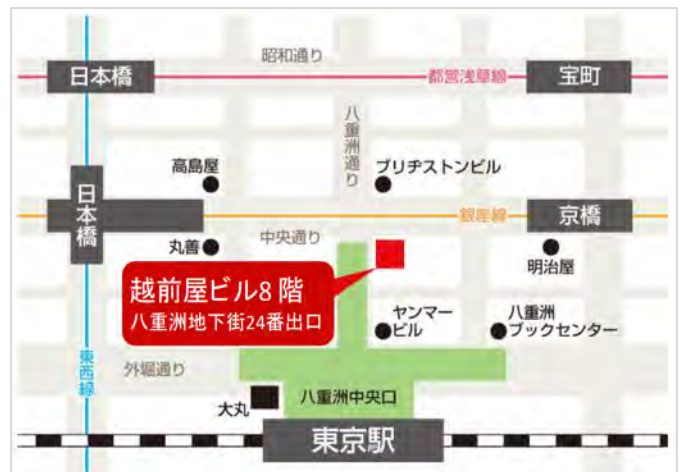 昭和通り
日本橋
都営浅草線
宝町
八重洲通り
高島屋
ブリヂストンビル
日本橋
銀座線
京橋
丸善
中央通り
明治屋
越前屋ビル8階
八重洲地下街24番出口
ヤンマー
ビル
八重洲
ブックセンター
東西線
外堀通り
大丸
八重洲中央口
東京駅